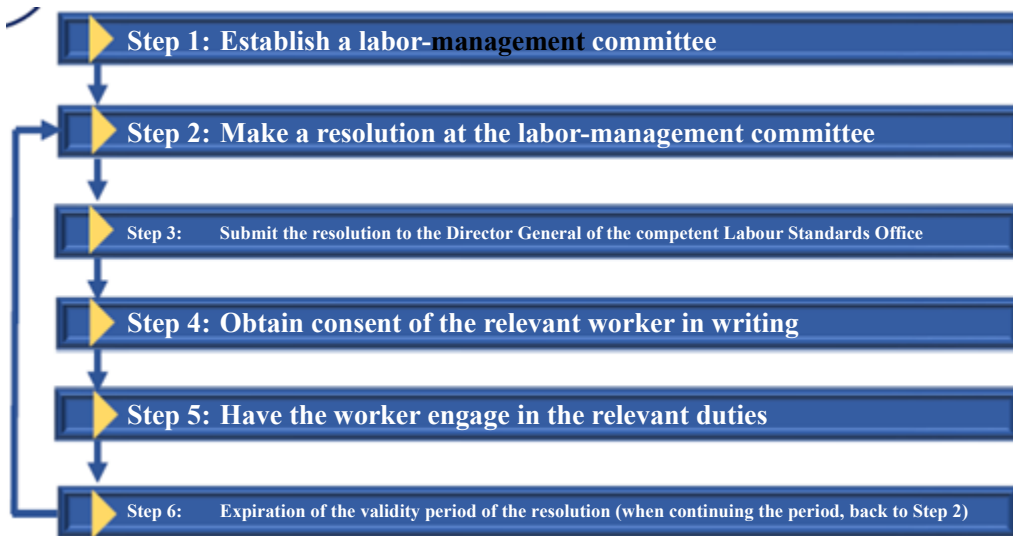 Step 1: Establish a labor-management committee
Step 2: Make a resolution at the labor-management committee
Step 3: Submit the resolution to the Director General of the competent Labour Standards Office
Step 4: Obtain consent of the relevant worker in writing
Step 5: Have the worker engage in the relevant duties
Step 6: Expiration of the validity period of the resolution (when continuing the period, back to Step 2)